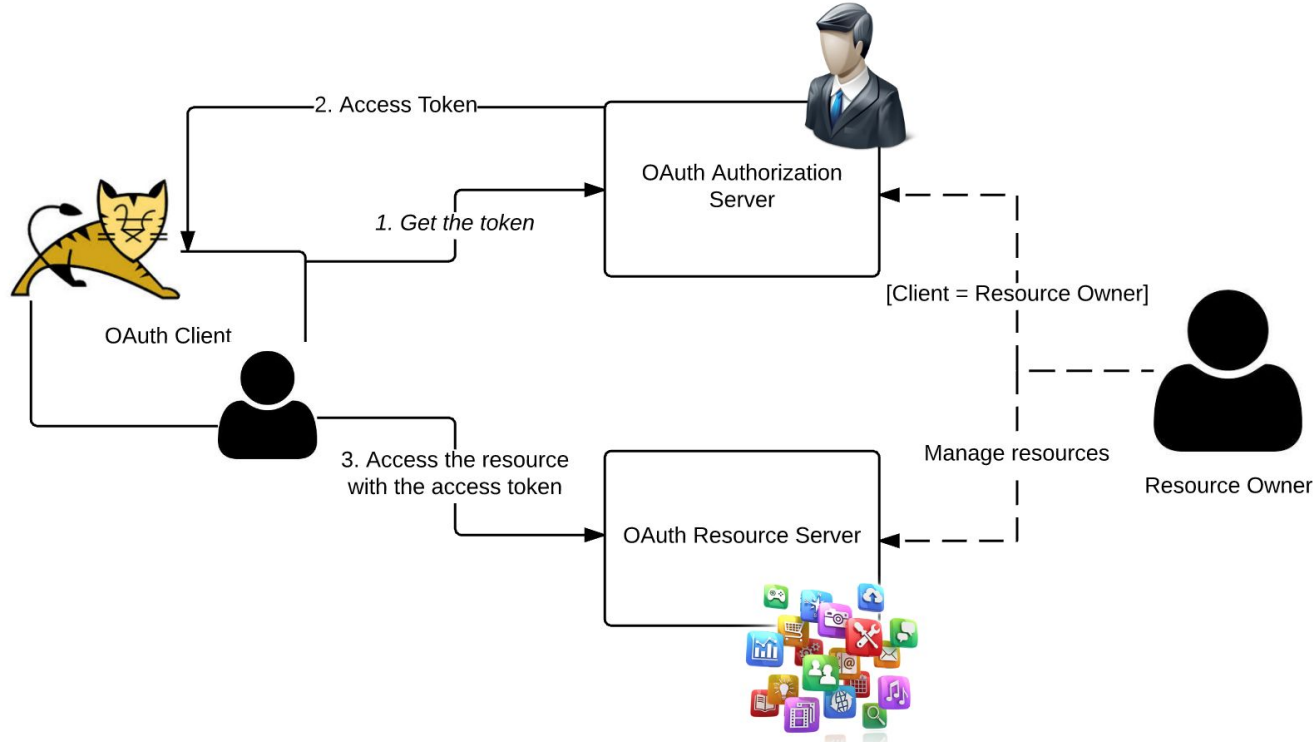 2. Access Token
OAuth Authorization
Server
1. Get the token
[Client = Resource Owner]
OAuth Client
3. Access the resource
with the access token
Manage resources
Resource Owner
OAuth Resource Server